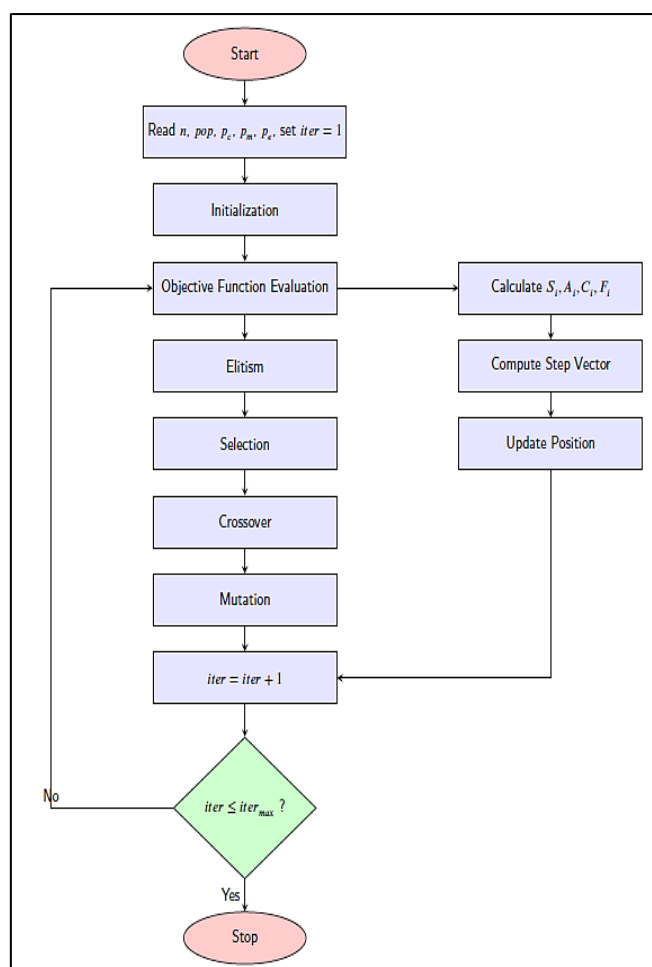 Start
Read n, pop, p_c, p_m, p_e, set iter = 1
Initialization
Objective Function Evaluation
Calculate S_i, A_i, C_i, F_i
Elitism
Compute Step Vector
Selection
Update Position
Crossover
Mutation
iter = iter + 1
No
iter ≤ iter_max ?
Yes
Stop